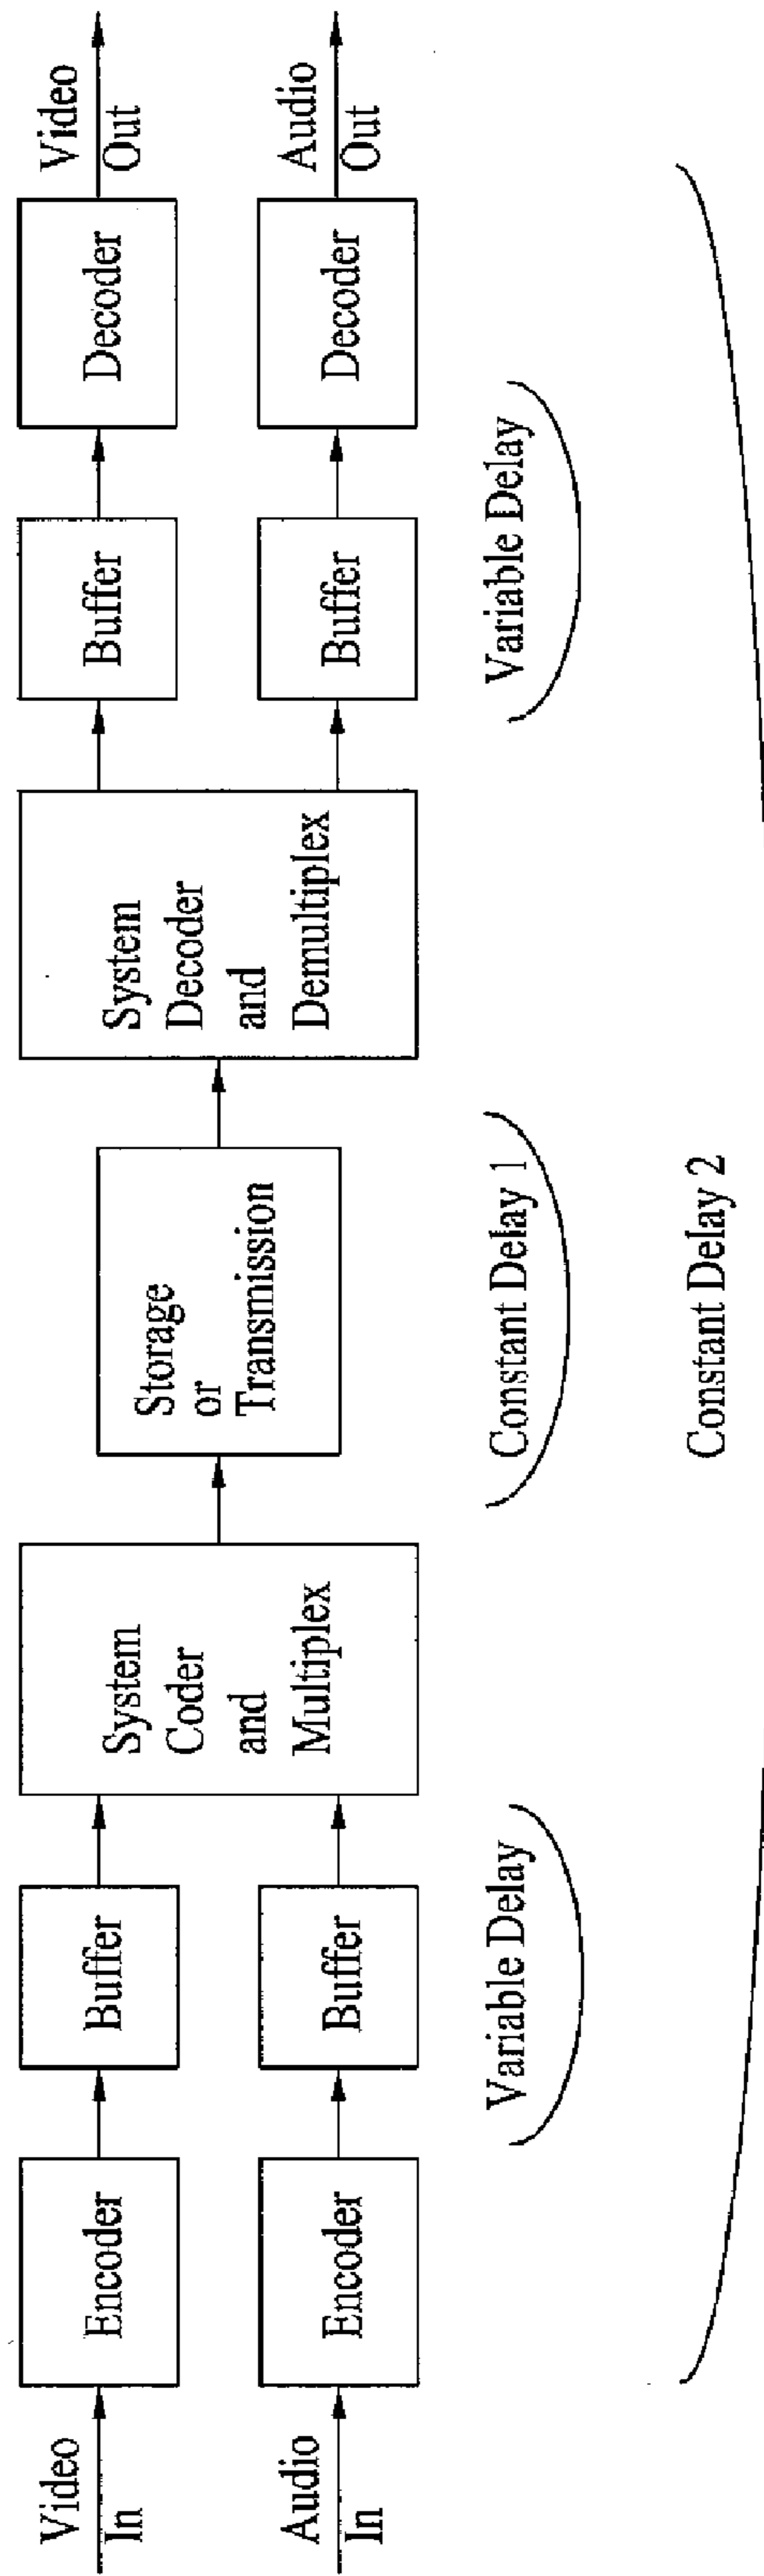 Video
In
Encoder
Buffer
System
Coder
and
Multiplex
Storage
or
Transmission
System
Decoder
and
Demultiplex
Buffer
Decoder
Video
Out
Audio
In
Encoder
Buffer
Buffer
Decoder
Audio
Out
Variable Delay
Constant Delay 1
Variable Delay
Constant Delay 2